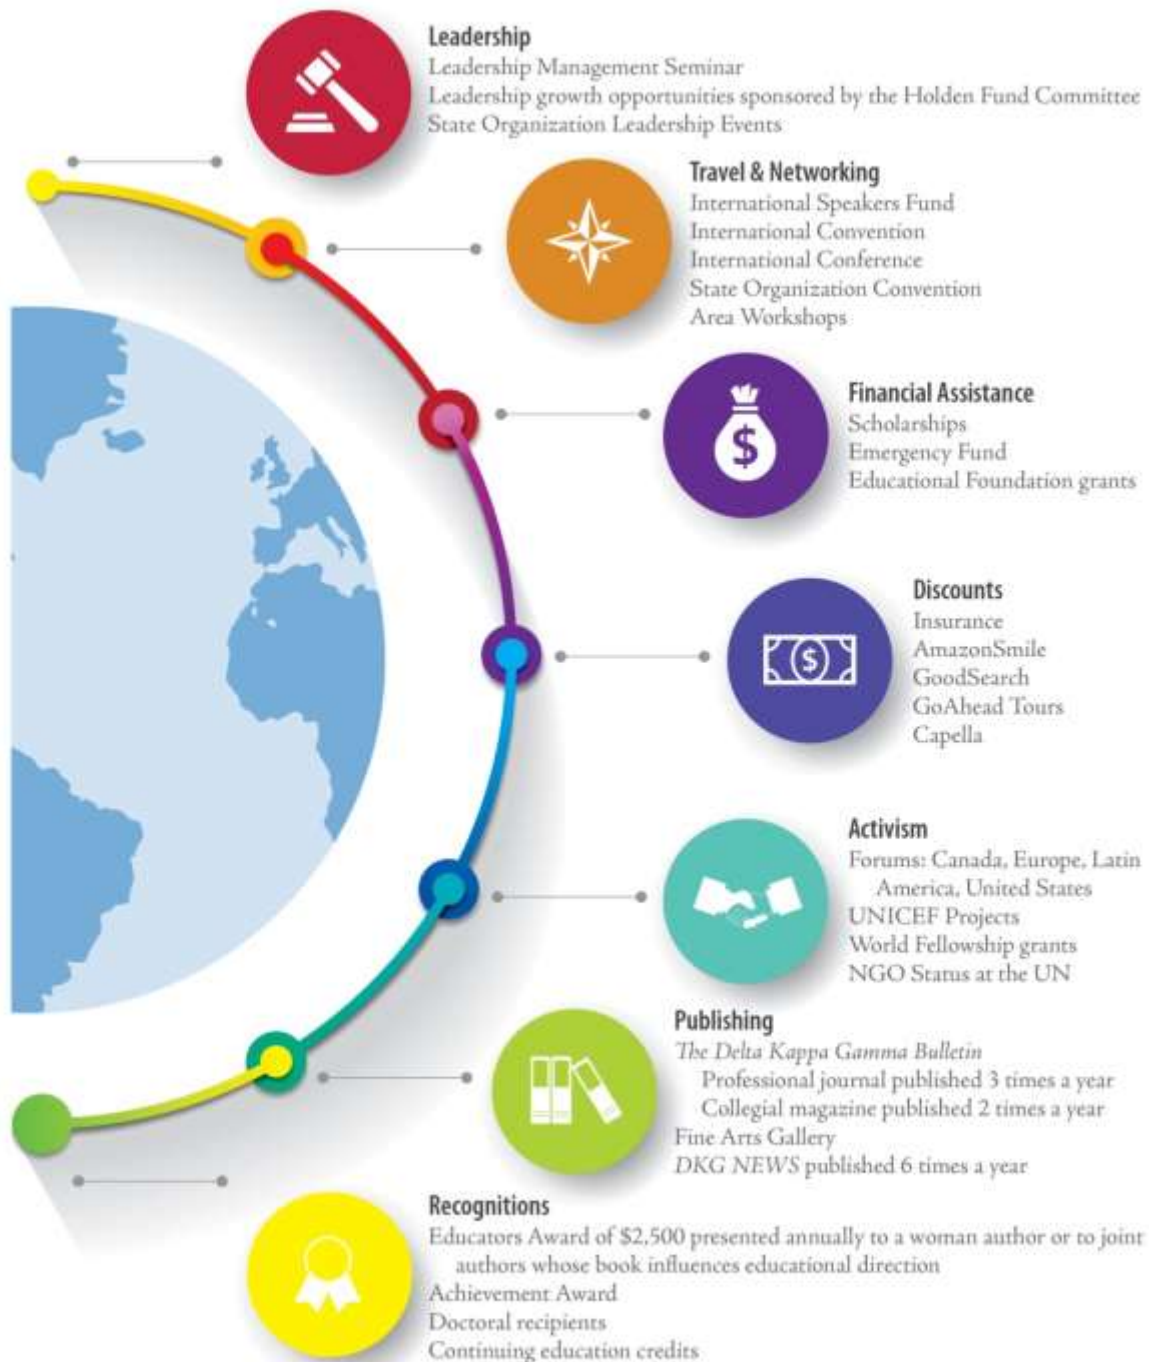 Leadership
Leadership Management Seminar
Leadership growth opportunities sponsored by the Holden Fund Committee
State Organization Leadership Events
Travel & Networking
International Speakers Fund
International Convention
International Conference
State Organization Convention
Area Workshops
Financial Assistance
Scholarships
Emergency Fund
Educational Foundation grants
$
Discounts
Insurance
AmazonSmile
GoodSearch
GoAhead Tours
Capella
$
Activism
Forums: Canada, Europe, Latin
America, United States
UNICEF Projects
World Fellowship grants
NGO Status at the UN
Publishing
The Delta Kappa Gamma Bulletin
Professional journal published 3 times a year
Collegial magazine published 2 times a year
Fine Arts Gallery
DKG NEWS published 6 times a year
Recognitions
Educators Award of $2,500 presented annually to a woman author or to joint
authors whose book influences educational direction
Achievement Award
Doctoral recipients
Continuing education credits